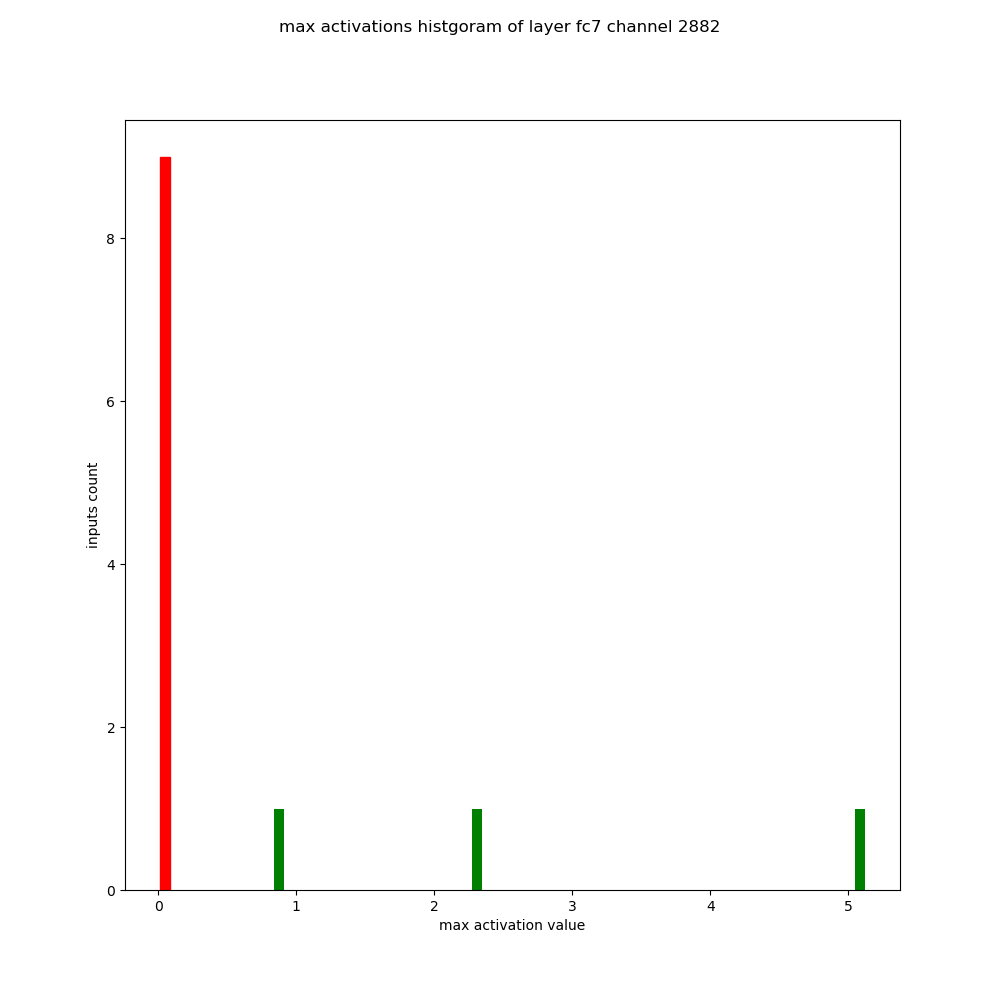 max activations histgoram of layer fc7 channel 2882
8
6
4
2
0
inputs count
0 1 2 3 4 5
max activation value